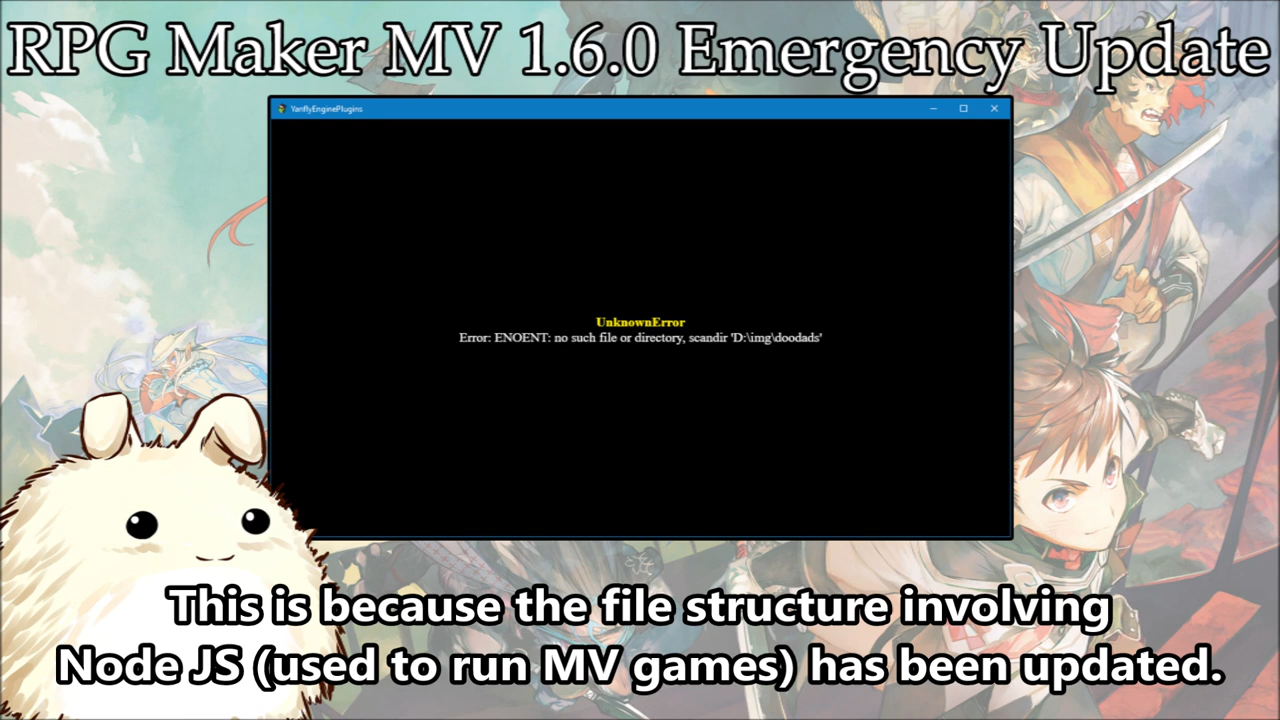 RPG Maker MV 1.6.0 Emergency Update
YanflyEnginePlugins
UnknownError
Error: ENOENT: no such file or directory, scandir 'D:\img\doodads'
This is because the file structure involving
Node JS (used to run MV games) has been updated.